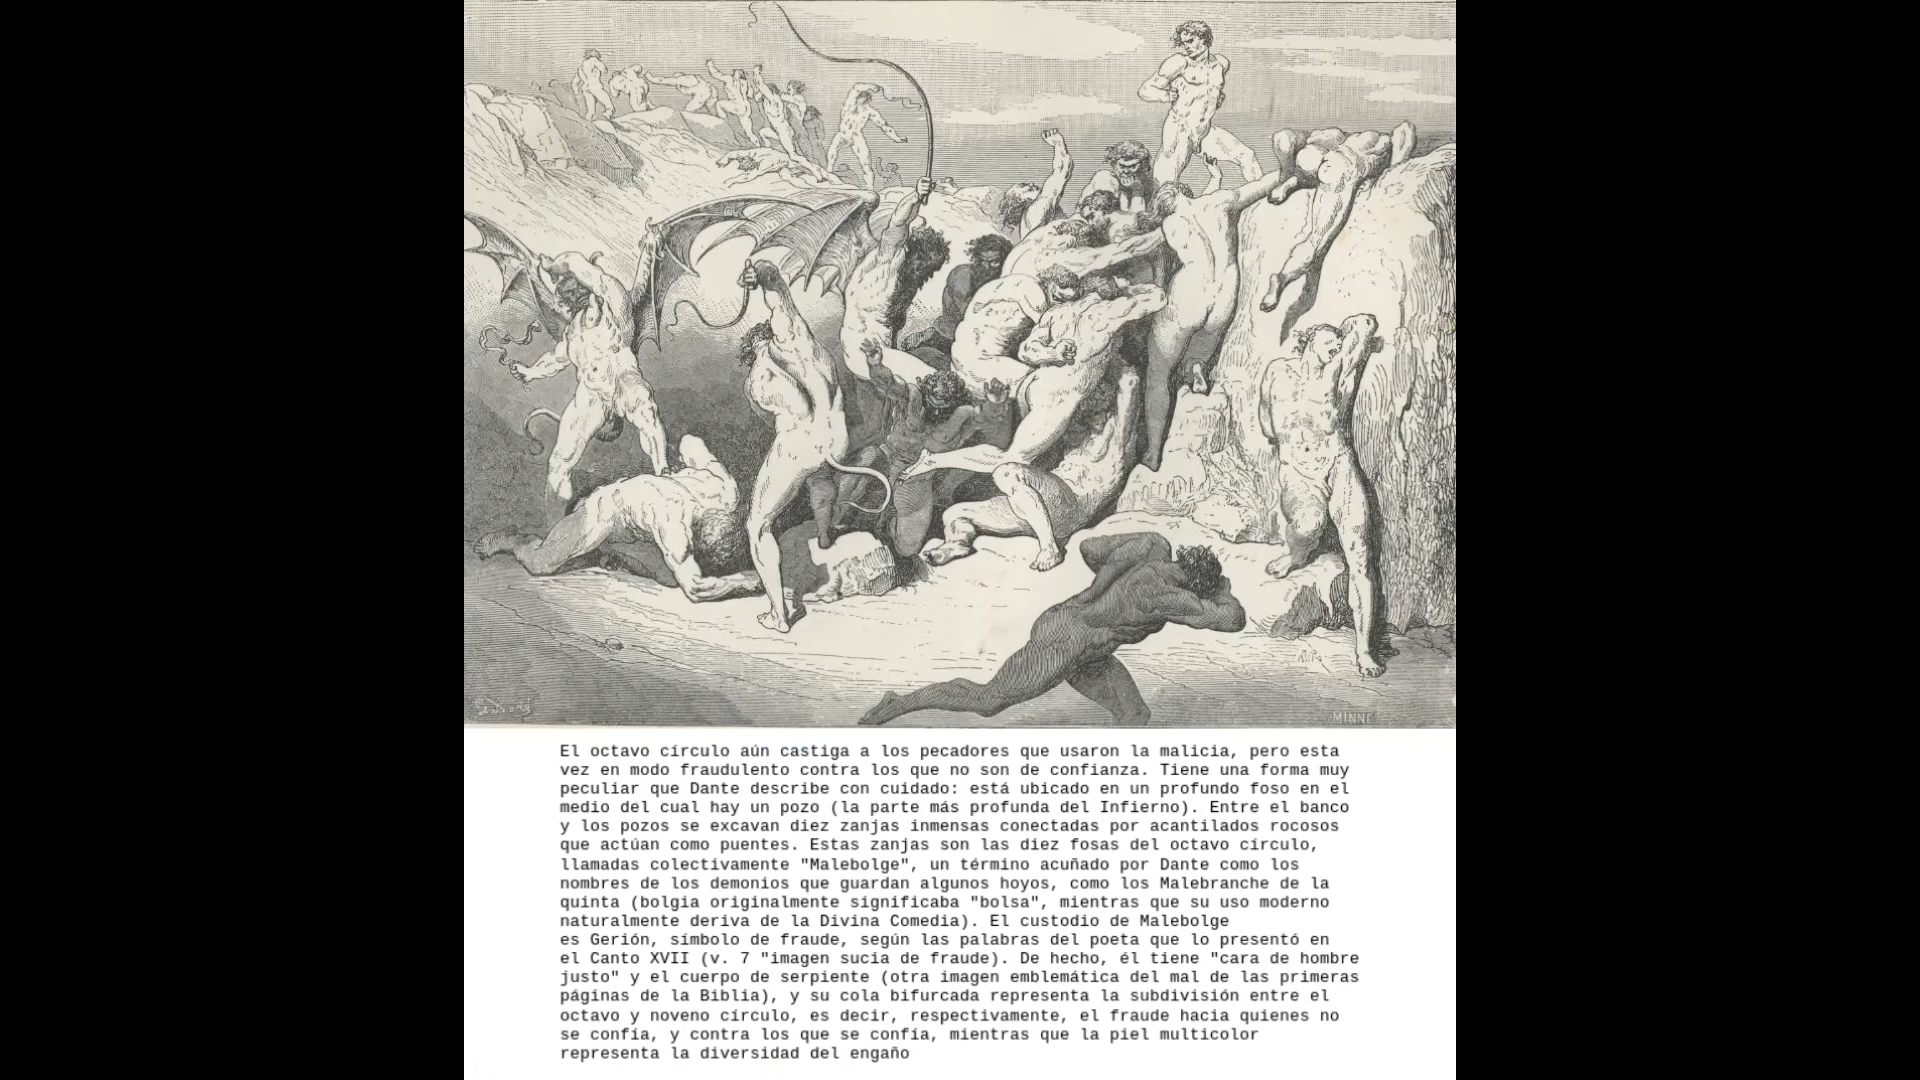 G. Doré
MINNE
El octavo círculo aún castiga a los pecadores que usaron la malicia, pero esta
vez en modo fraudulento contra los que no son de confianza. Tiene una forma muy
peculiar que Dante describe con cuidado: está ubicado en un profundo foso en el
medio del cual hay un pozo (la parte más profunda del Infierno). Entre el banco
y los pozos se excavan diez zanjas inmensas conectadas por acantilados rocosos
que actúan como puentes. Estas zanjas son las diez fosas del octavo círculo,
llamadas colectivamente "Malebolge", un término acuñado por Dante como los
nombres de los demonios que guardan algunos hoyos, como los Malebranche de la
quinta (bolgia originalmente significaba "bolsa", mientras que su uso moderno
naturalmente deriva de la Divina Comedia). El custodio de Malebolge
es Gerión, símbolo de fraude, según las palabras del poeta que lo presentó en
el Canto XVII (v. 7 "imagen sucia de fraude). De hecho, él tiene "cara de hombre
justo" y el cuerpo de serpiente (otra imagen emblemática del mal de las primeras
páginas de la Biblia), y su cola bifurcada representa la subdivisión entre el
octavo y noveno círculo, es decir, respectivamente, el fraude hacia quienes no
se confía, y contra los que se confía, mientras que la piel multicolor
representa la diversidad del engaño